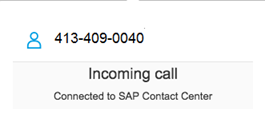 413-409-0040
Incoming call
Connected to SAP Contact Center